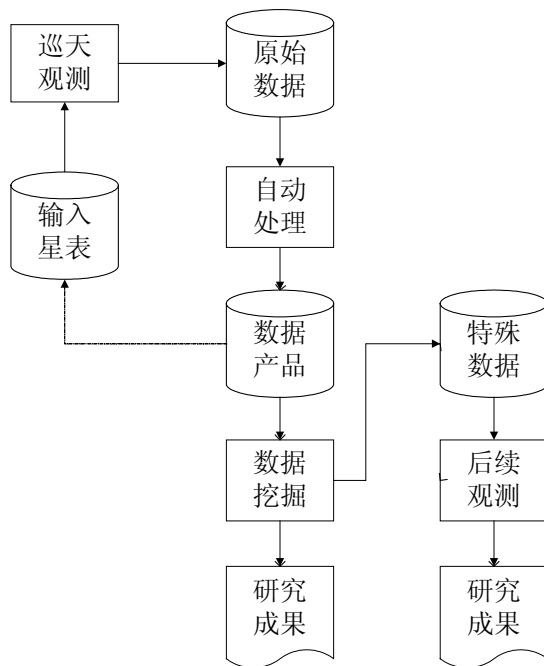 巡天
观测
原始
数据
输入
星表
自动
处理
数据
产品
特殊
数据
数据
挖掘
后续
观测
研究
成果
研究
成果